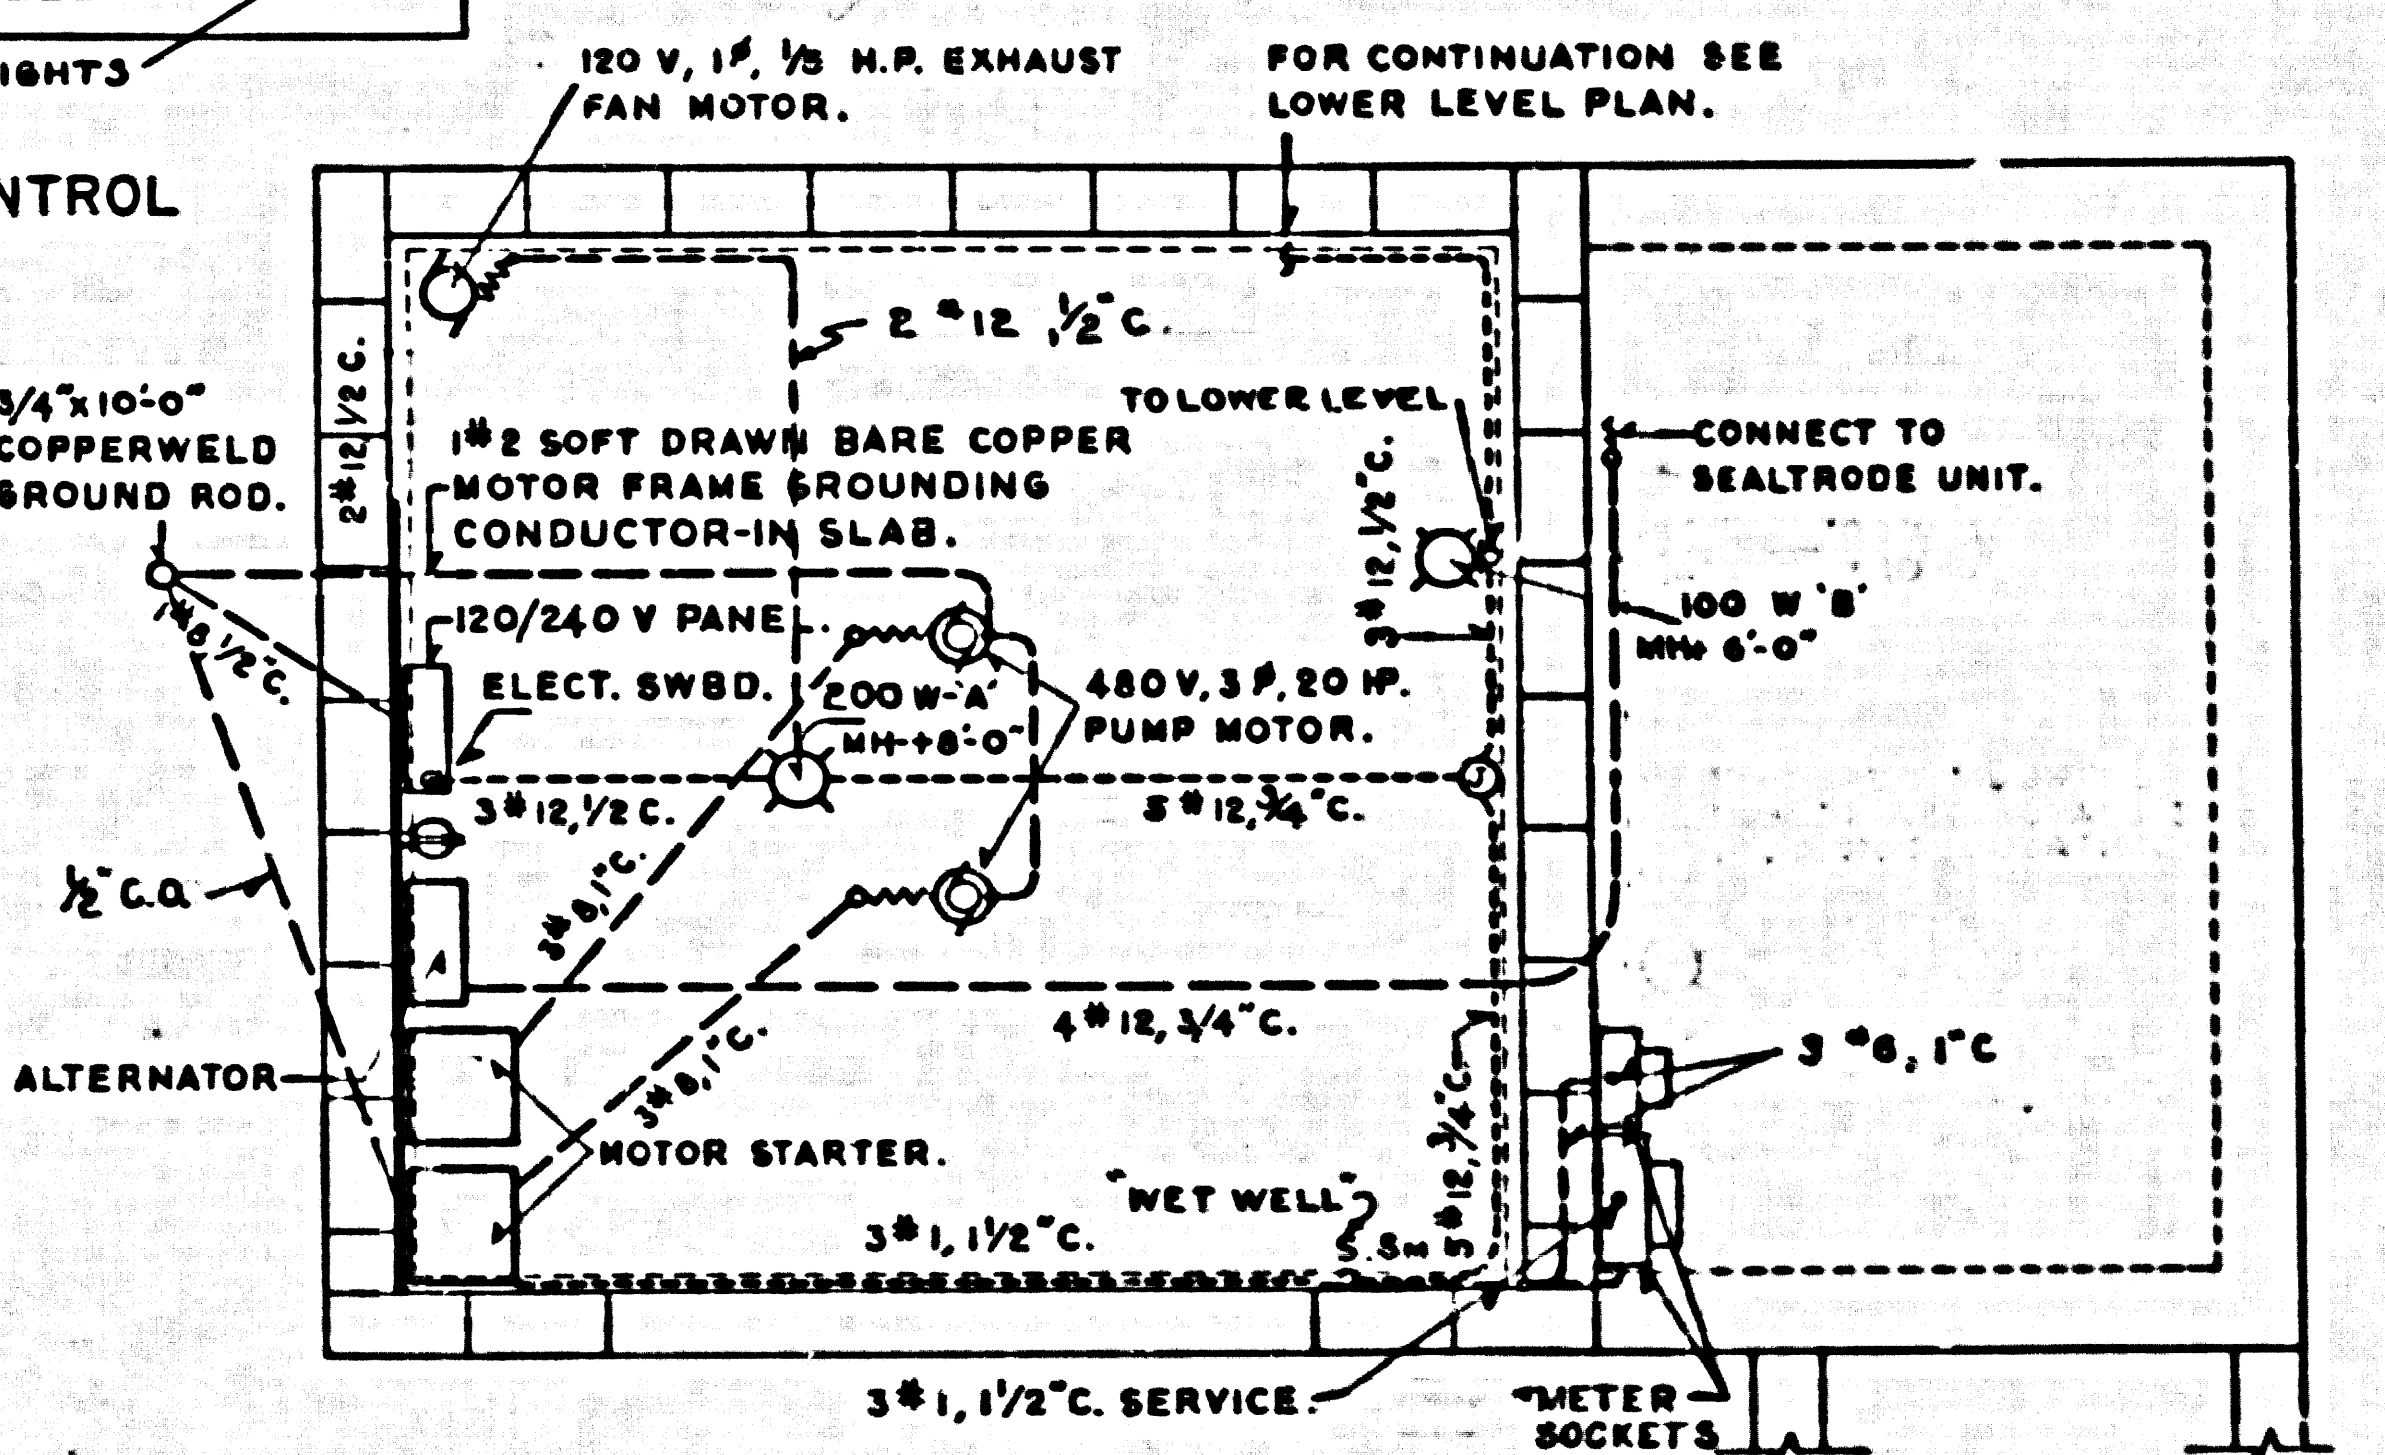 120 V, 1Ø, 1/5 H.P. EXHAUST
FAN MOTOR.
FOR CONTINUATION SEE
LOWER LEVEL PLAN.
2 #12 ,1/2" C.
2#12,1/2 C.
3/4"x10'-0"
COPPERWELD
GROUND ROD.
TO LOWER LEVEL
1#2 SOFT DRAWN BARE COPPER
MOTOR FRAME GROUNDING
CONDUCTOR-IN SLAB.
3#12,1/2"C.
CONNECT TO
SEALTRODE UNIT.
1#8 1/2"C.
120/240 V PANEL.
100 W 'B'
MH+ 6'-0"
ELECT. SWBD.
200 W-'A'
MH-+8'-0"
480V, 3Ø, 20 HP.
PUMP MOTOR.
3#12,1/2 C.
5#12,3/4"C.
3#8,1"C.
1/2" C.O.
A
4#12, 3/4"C.
ALTERNATOR
3#8,1"C.
5#12,3/4"C.
3 #6, 1"C
MOTOR STARTER.
"WET WELL"
3#1, 1 1/2"C.
3#1, 1 1/2"C. SERVICE.
METER
SOCKETS